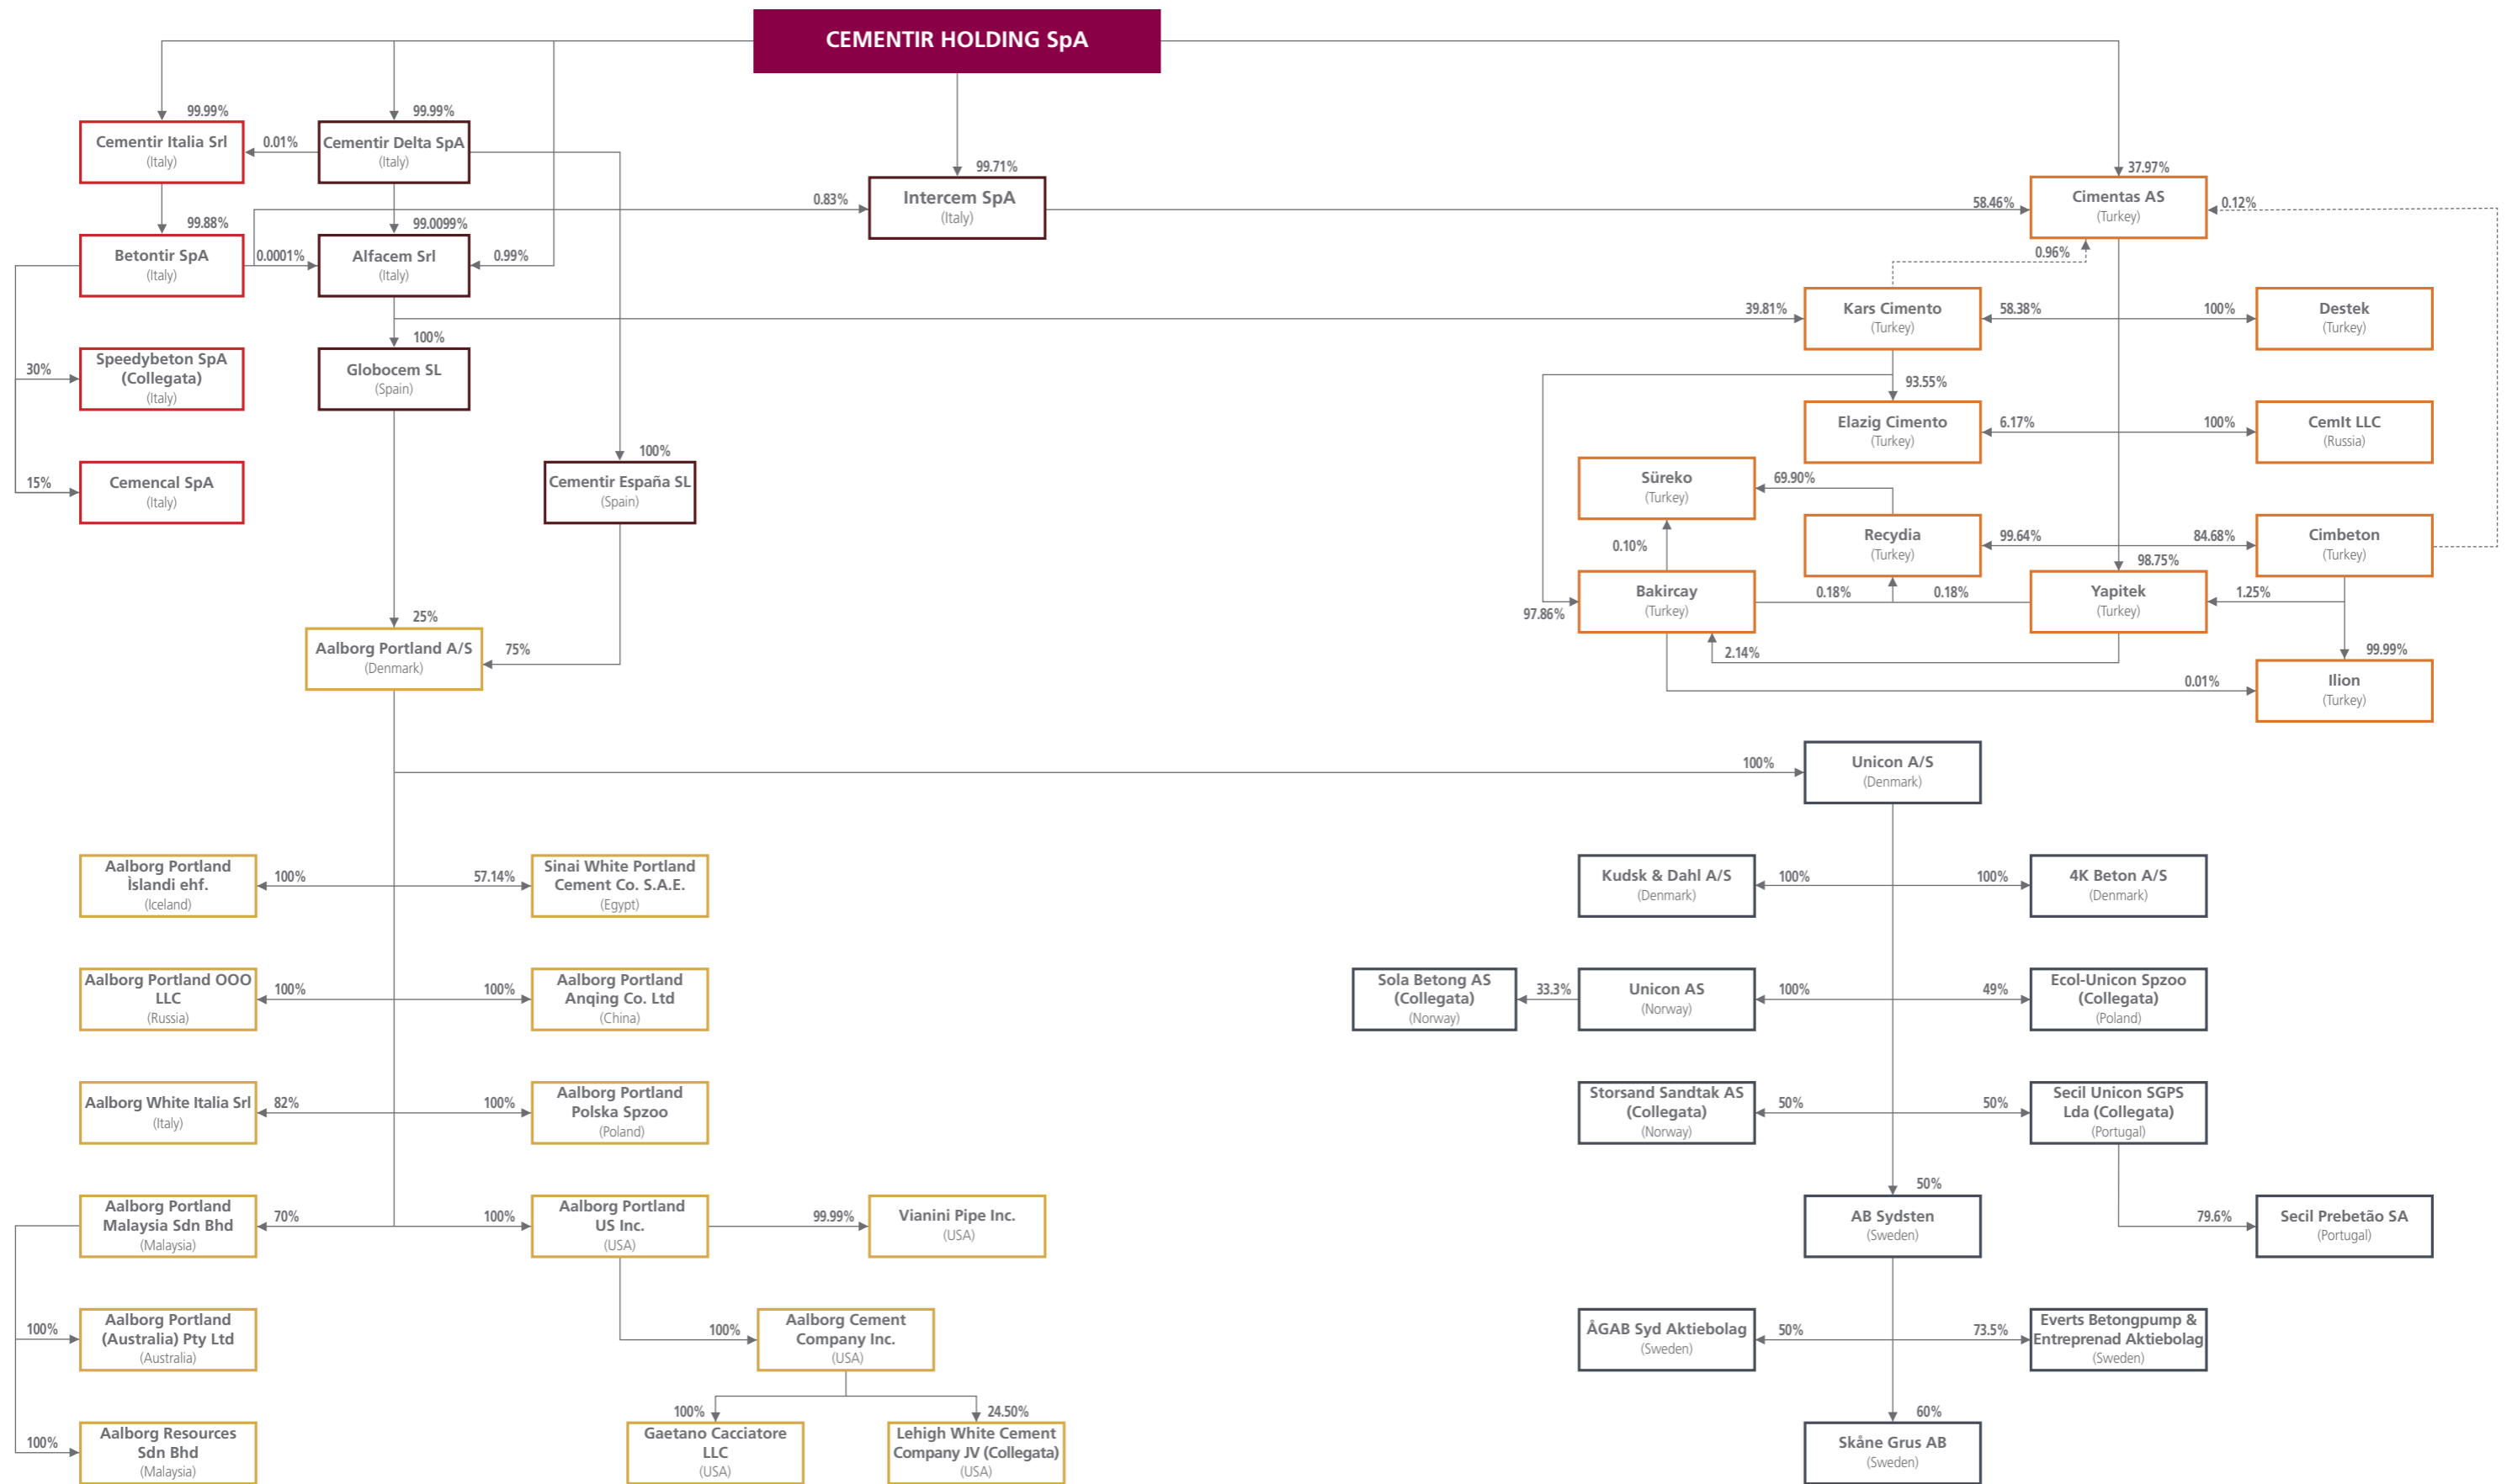 CEMENTIR HOLDING SpA
99.99%
99.99%
Cementir Italia Srl
(Italy)
0.01%
Cementir Delta SpA
(Italy)
99.71%
37.97%
Intercem SpA
(Italy)
0.83%
58.46%
Cimentas AS
(Turkey)
0.12%
99.88%
99.0099%
Betontir SpA
(Italy)
0.0001%
Alfacem Srl
(Italy)
0.99%
0.96%
39.81%
Kars Cimento
(Turkey)
58.38%
100%
Destek
(Turkey)
100%
30%
Speedybeton SpA
(Collegata)
(Italy)
Globocem SL
(Spain)
93.55%
Elazig Cimento
(Turkey)
6.17%
100%
CemIt LLC
(Russia)
100%
15%
Cemencal SpA
(Italy)
Cementir España SL
(Spain)
Süreko
(Turkey)
69.90%
0.10%
Recydia
(Turkey)
99.64%
84.68%
Cimbeton
(Turkey)
98.75%
97.86%
Bakircay
(Turkey)
0.18%
0.18%
Yapitek
(Turkey)
1.25%
25%
Aalborg Portland A/S
(Denmark)
75%
2.14%
99.99%
0.01%
Ilion
(Turkey)
100%
Unicon A/S
(Denmark)
Aalborg Portland
Ìslandi ehf.
(Iceland)
100%
57.14%
Sinai White Portland
Cement Co. S.A.E.
(Egypt)
Kudsk & Dahl A/S
(Denmark)
100%
100%
4K Beton A/S
(Denmark)
Aalborg Portland OOO
LLC
(Russia)
100%
100%
Aalborg Portland
Anqing Co. Ltd
(China)
Sola Betong AS
(Collegata)
(Norway)
33.3%
Unicon AS
(Norway)
100%
49%
Ecol-Unicon Spzoo
(Collegata)
(Poland)
Aalborg White Italia Srl
(Italy)
82%
100%
Aalborg Portland
Polska Spzoo
(Poland)
Storsand Sandtak AS
(Collegata)
(Norway)
50%
50%
Secil Unicon SGPS
Lda (Collegata)
(Portugal)
50%
Aalborg Portland
Malaysia Sdn Bhd
(Malaysia)
70%
100%
Aalborg Portland
US Inc.
(USA)
99.99%
Vianini Pipe Inc.
(USA)
AB Sydsten
(Sweden)
79.6%
Secil Prebetão SA
(Portugal)
100%
Aalborg Portland
(Australia) Pty Ltd
(Australia)
100%
Aalborg Cement
Company Inc.
(USA)
ÅGAB Syd Aktiebolag
(Sweden)
50%
73.5%
Everts Betongpump &
Entreprenad Aktiebolag
(Sweden)
100%
24.50%
60%
100%
Aalborg Resources
Sdn Bhd
(Malaysia)
Gaetano Cacciatore
LLC
(USA)
Lehigh White Cement
Company JV (Collegata)
(USA)
Skåne Grus AB
(Sweden)